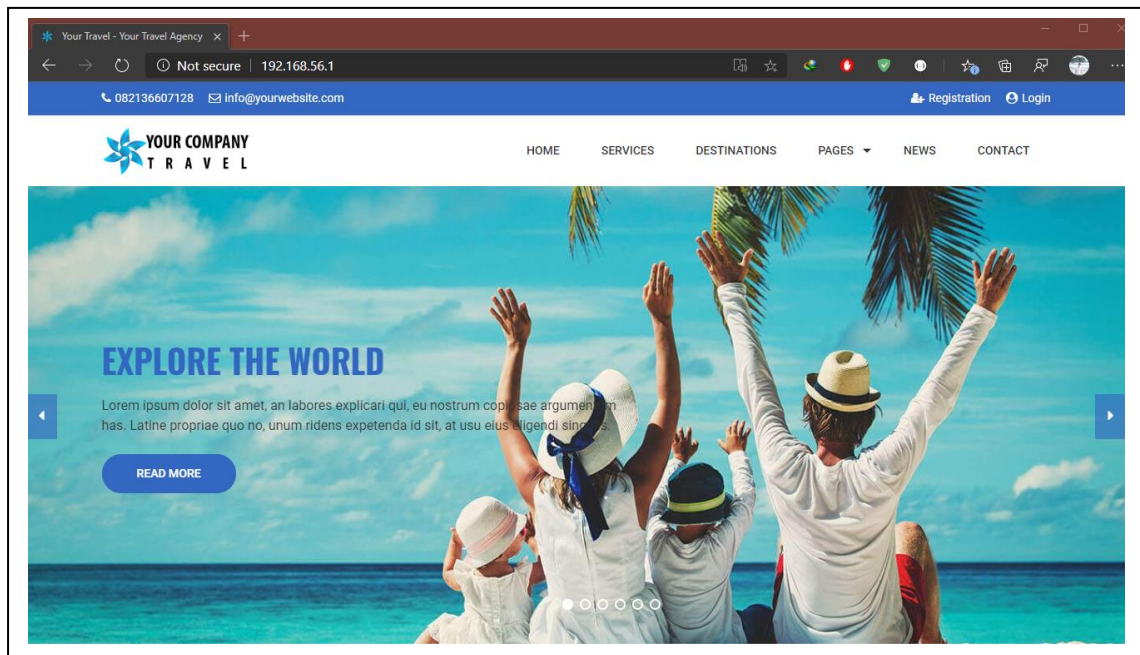 Your Travel - Your Travel Agency
Not secure | 192.168.56.1
082136607128 info@yourwebsite.com Registration Login
YOUR COMPANY
TRAVEL
HOME SERVICES DESTINATIONS PAGES NEWS CONTACT
EXPLORE THE WORLD
Lorem ipsum dolor sit amet, an labores explicari qui, eu nostrum copiosae argumentum
has. Latine propriae quo no, unum ridens expetenda id sit, at usu eius eligendi singulis.
READ MORE